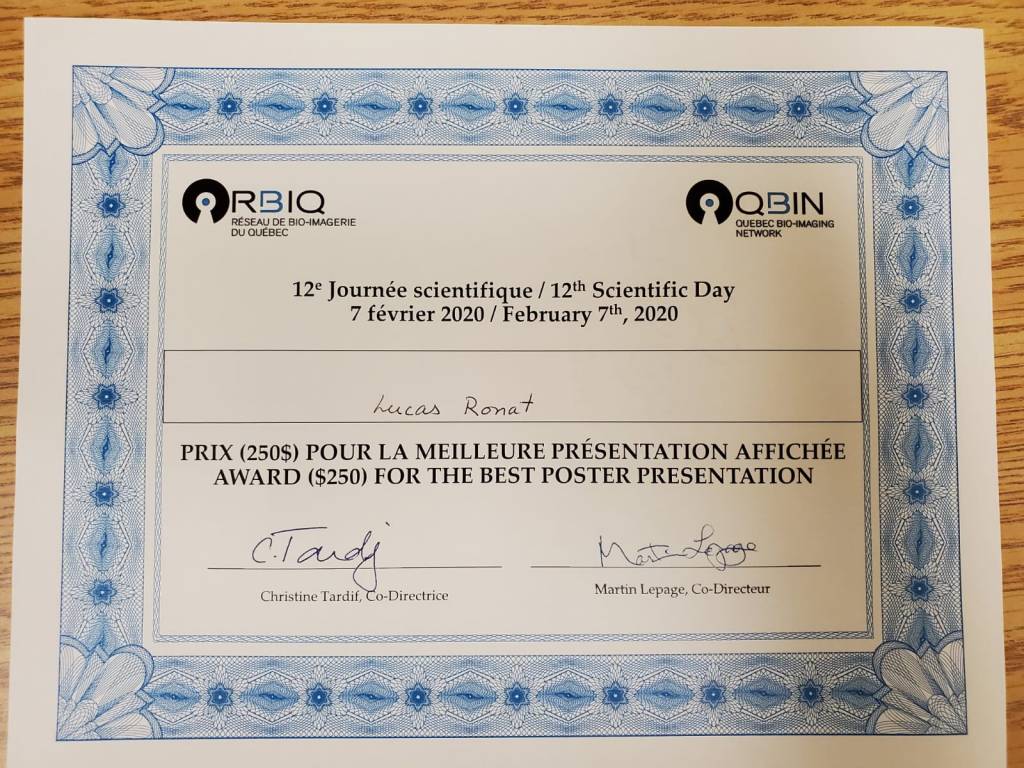 RBIQ
RÉSEAU DE BIO-IMAGERIE
DU QUÉBEC
QBIN
QUEBEC BIO-IMAGING
NETWORK
12e Journée scientifique / 12th Scientific Day
7 février 2020 / February 7th, 2020
Lucas Ronat
PRIX (250$) POUR LA MEILLEURE PRÉSENTATION AFFICHÉE
AWARD ($250) FOR THE BEST POSTER PRESENTATION
C. Tardif
Martin Lepage
Christine Tardif, Co-Directrice
Martin Lepage, Co-Directeur